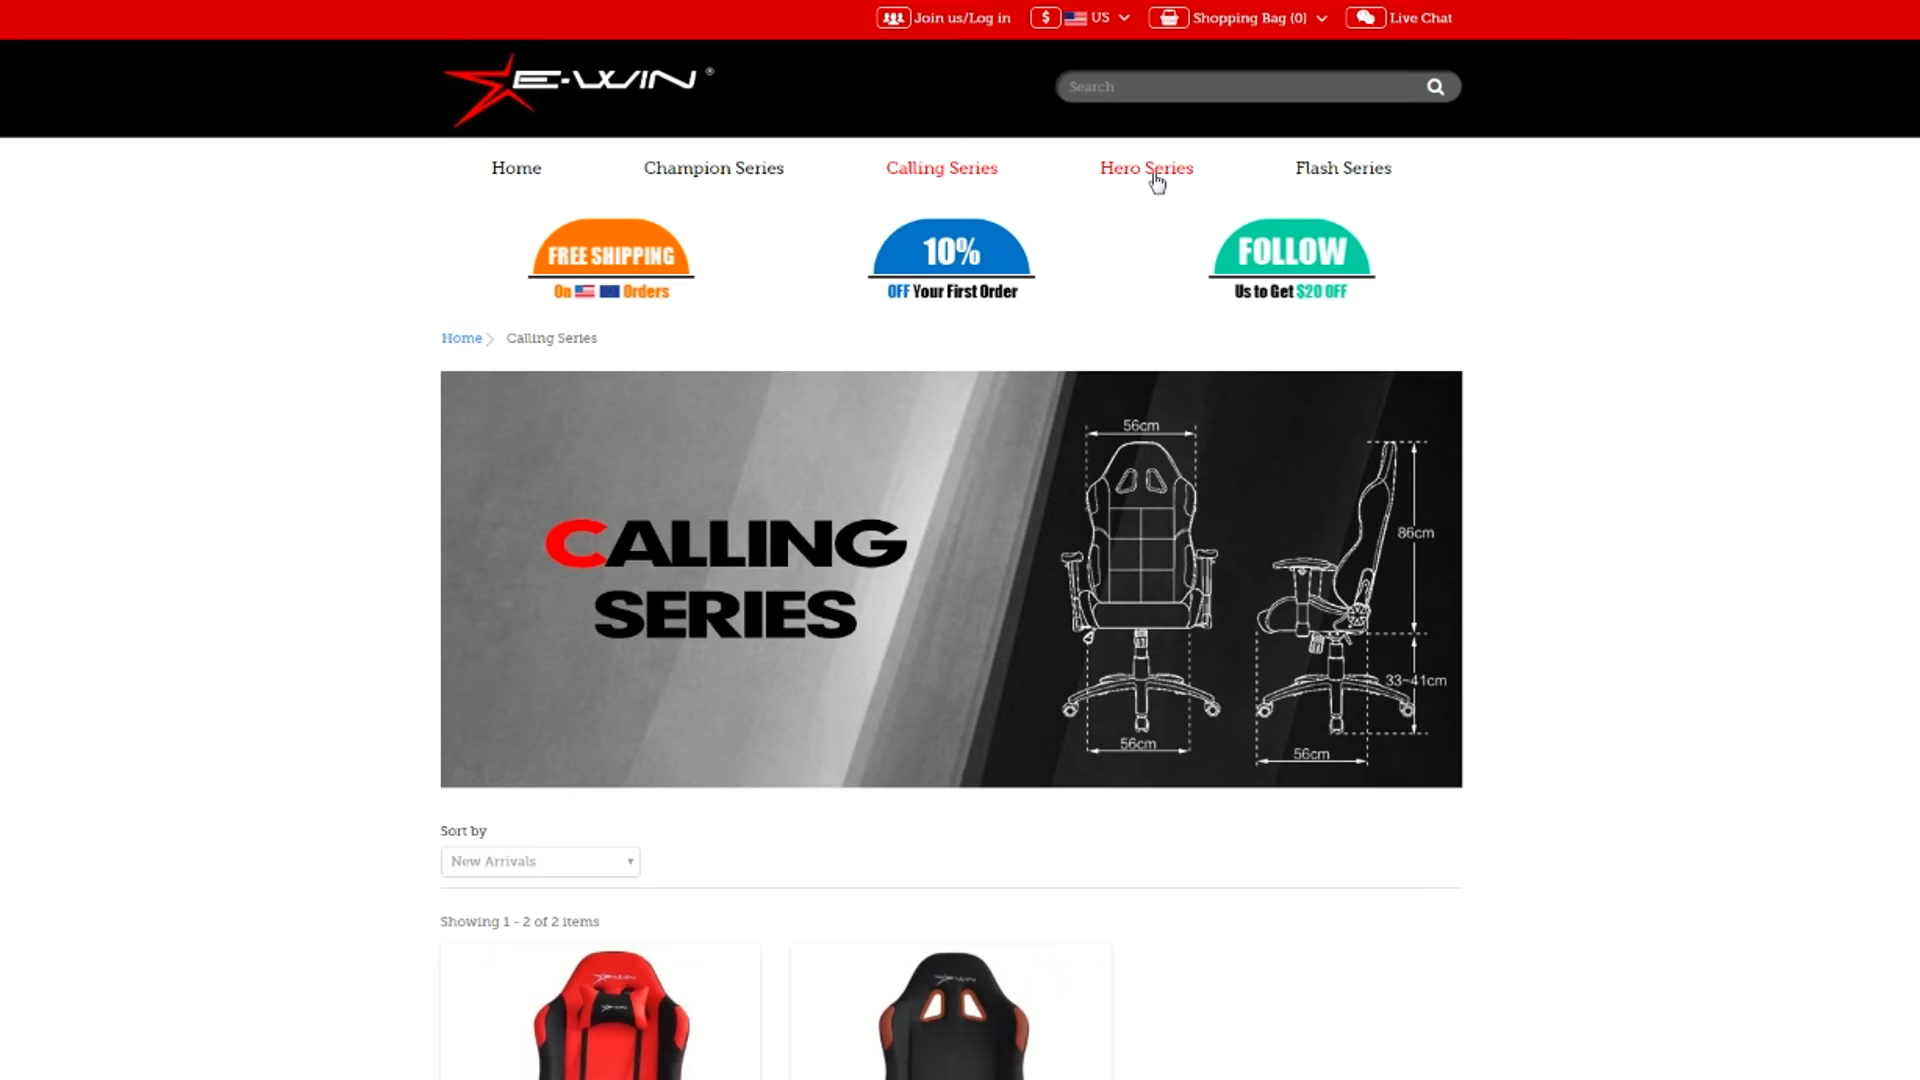 Join us/Log in $ US Shopping Bag (0) Live Chat
E-WIN ®
Search
Home Champion Series Calling Series Hero Series Flash Series
FREE SHIPPING
On Orders
10%
OFF Your First Order
FOLLOW
Us to Get $20 OFF
Home Calling Series
CALLING
SERIES
56cm
86cm
33~41cm
56cm
56cm
Sort by
New Arrivals
Showing 1 - 2 of 2 items
E-WIN
E-WIN
E-WIN